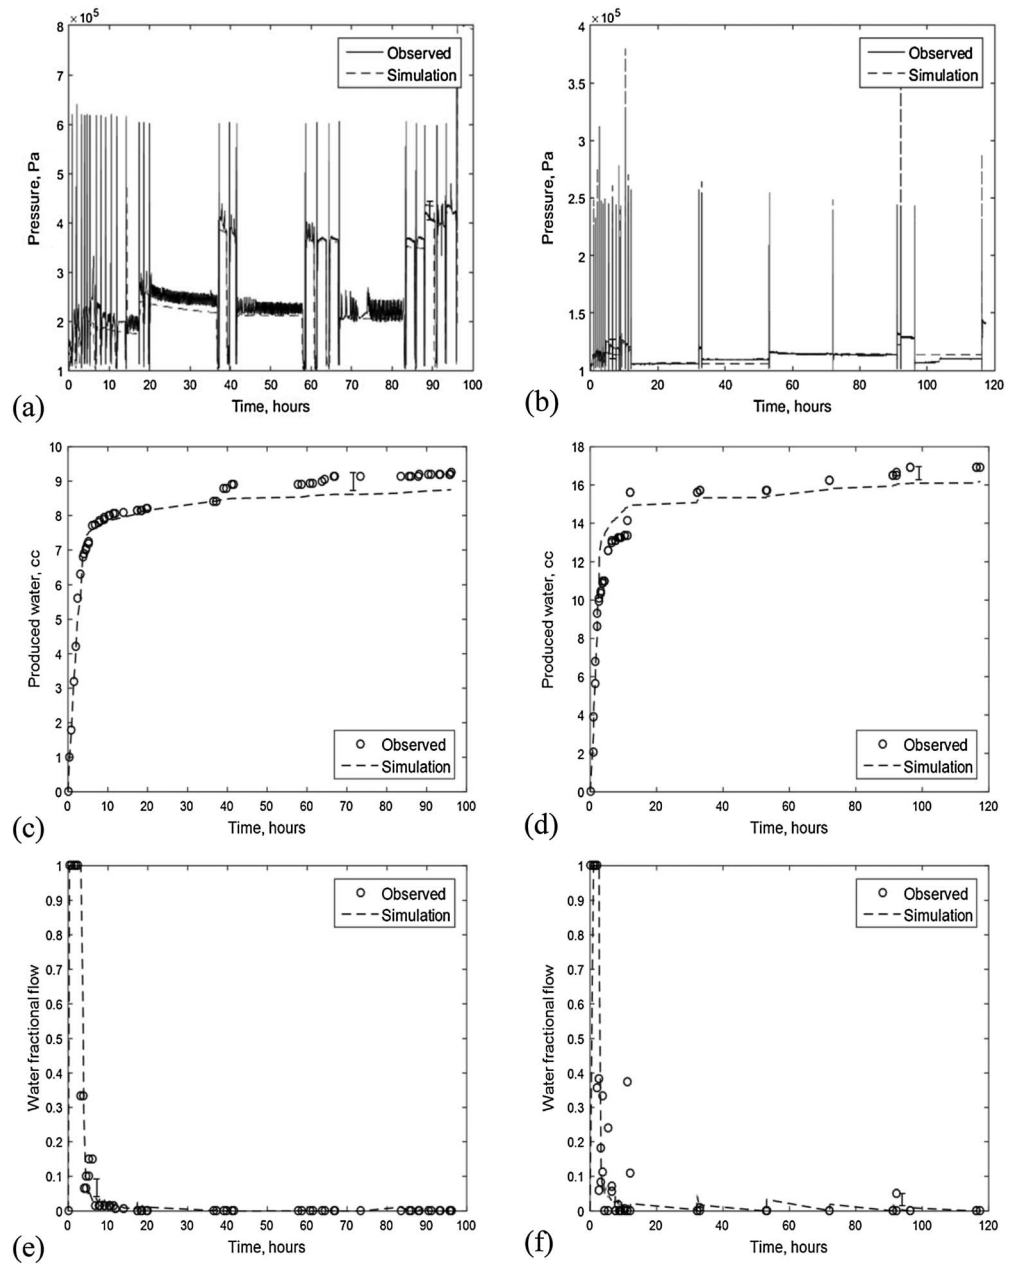 ×10⁵
8
7
6
5
4
3
2
1
Pressure, Pa
Observed
Simulation
0 10 20 30 40 50 60 70 80 90 100
Time, hours
(a)
×10⁵
4
3.5
3
2.5
2
1.5
1
Pressure, Pa
Observed
Simulation
0 20 40 60 80 100 120
Time, hours
(b)
10
9
8
7
6
5
4
3
2
1
0
Produced water, cc
Observed
Simulation
0 10 20 30 40 50 60 70 80 90 100
Time, hours
(c)
18
16
14
12
10
8
6
4
2
0
Produced water, cc
Observed
Simulation
0 20 40 60 80 100 120
Time, hours
(d)
1
0.9
0.8
0.7
0.6
0.5
0.4
0.3
0.2
0.1
0
Water fractional flow
Observed
Simulation
0 10 20 30 40 50 60 70 80 90 100
Time, hours
(e)
1
0.9
0.8
0.7
0.6
0.5
0.4
0.3
0.2
0.1
0
Water fractional flow
Observed
Simulation
0 20 40 60 80 100 120
Time, hours
(f)